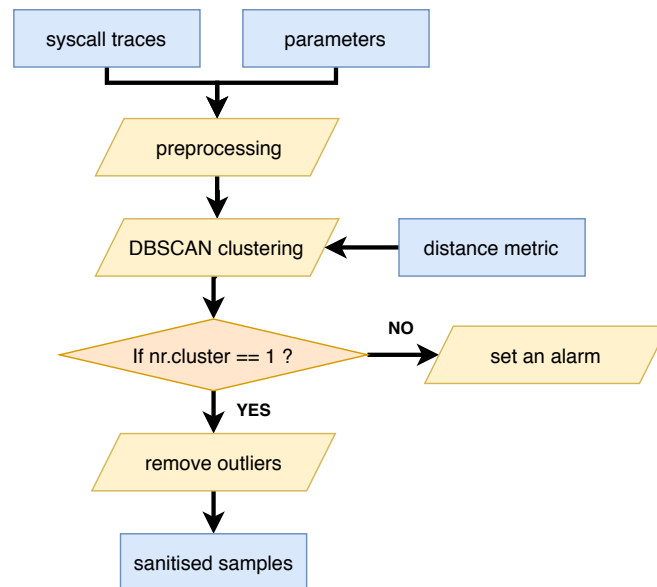 syscall traces
parameters
preprocessing
DBSCAN clustering
distance metric
If nr.cluster == 1 ?
NO
set an alarm
YES
remove outliers
sanitised samples